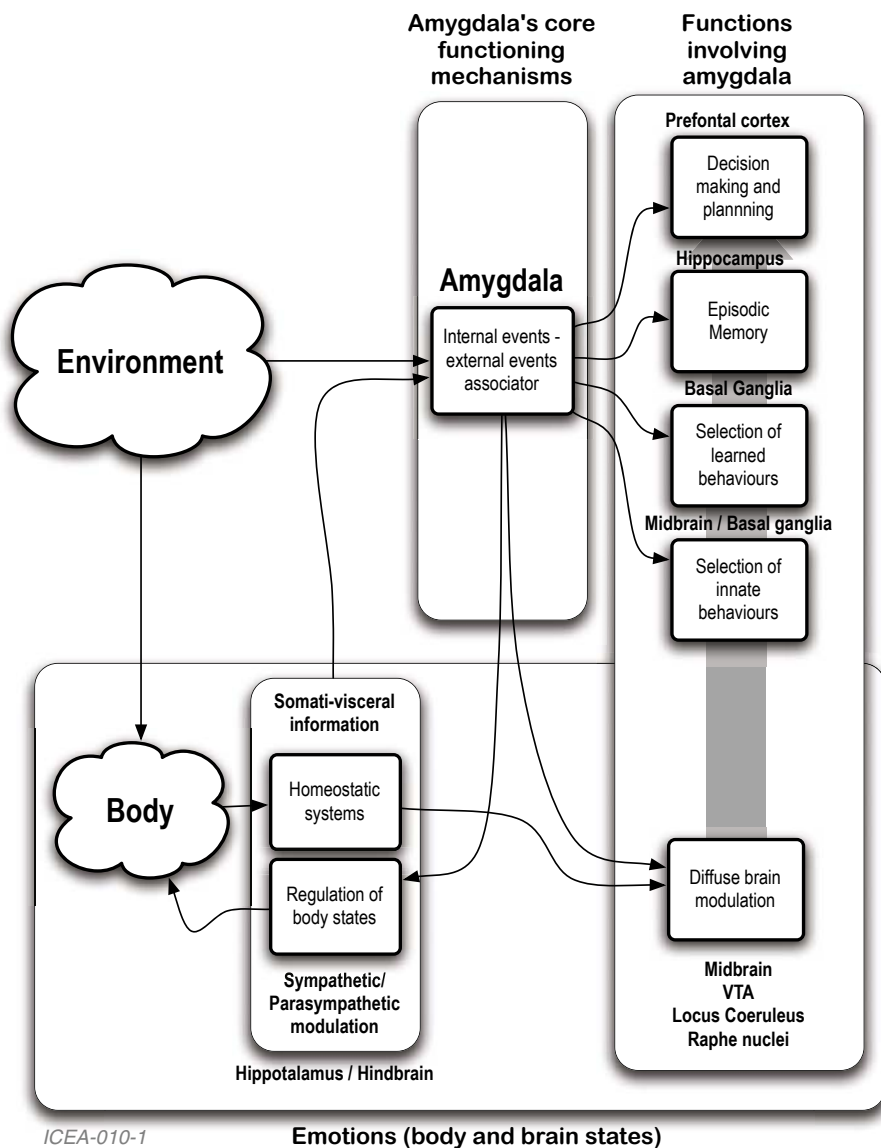 Amygdala's core
functioning
mechanisms
Functions
involving
amygdala
Prefontal cortex
Decision
making and
plannning
Hippocampus
Episodic
Memory
Basal Ganglia
Selection of
learned
behaviours
Midbrain / Basal ganglia
Selection of
innate
behaviours
Amygdala
Internal events -
external events
associator
Environment
Body
Somati-visceral
information
Homeostatic
systems
Regulation of
body states
Sympathetic/
Parasympathetic
modulation
Hippotalamus / Hindbrain
Diffuse brain
modulation
Midbrain
VTA
Locus Coeruleus
Raphe nuclei
ICEA-010-1
Emotions (body and brain states)